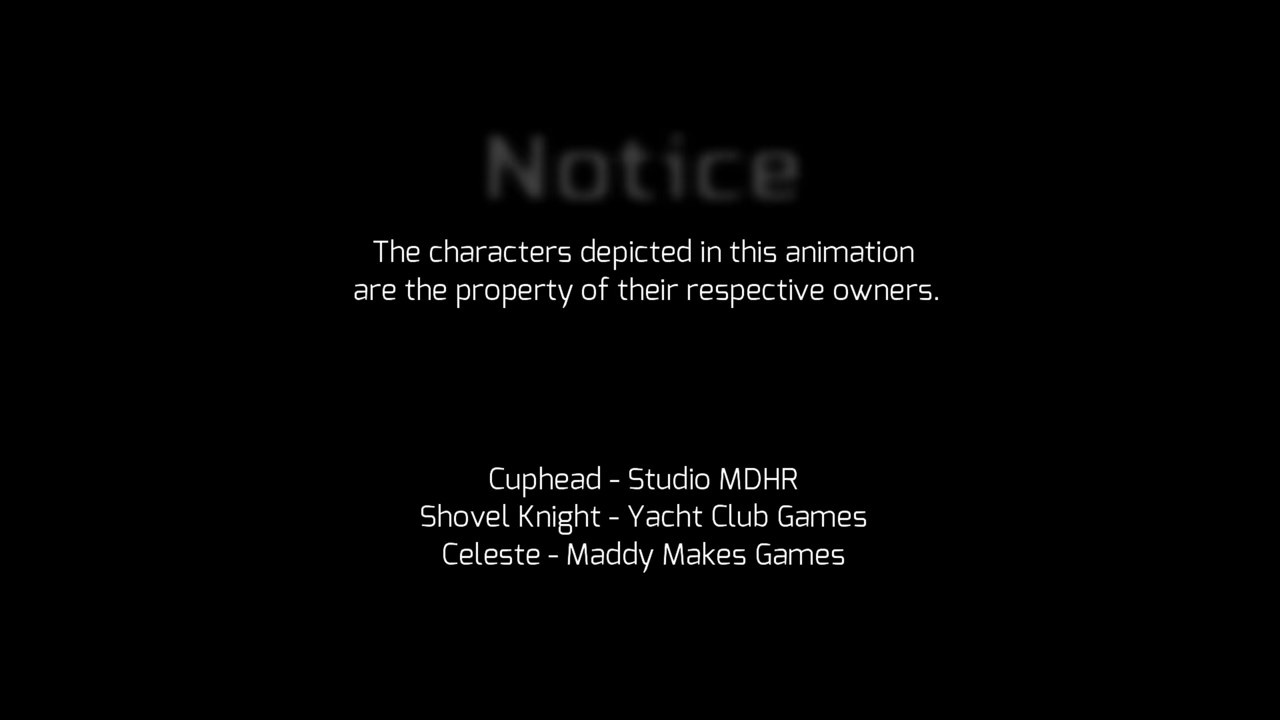 Notice
The characters depicted in this animation
are the property of their respective owners.
Cuphead - Studio MDHR
Shovel Knight - Yacht Club Games
Celeste - Maddy Makes Games